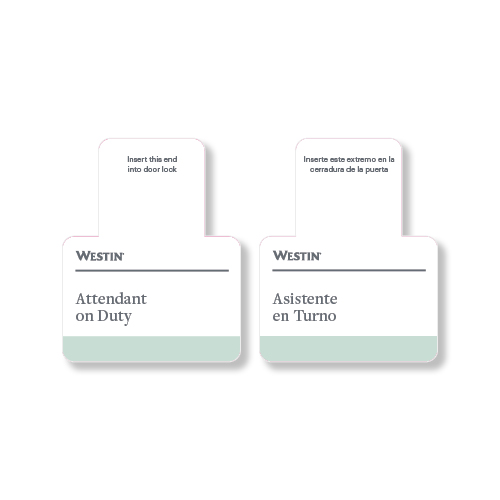 Insert this end
into door look
WESTIN®
Attendant
on Duty
Inserte este extremo en la
cerradura de la puerta
WESTIN®
Asistente
en Turno